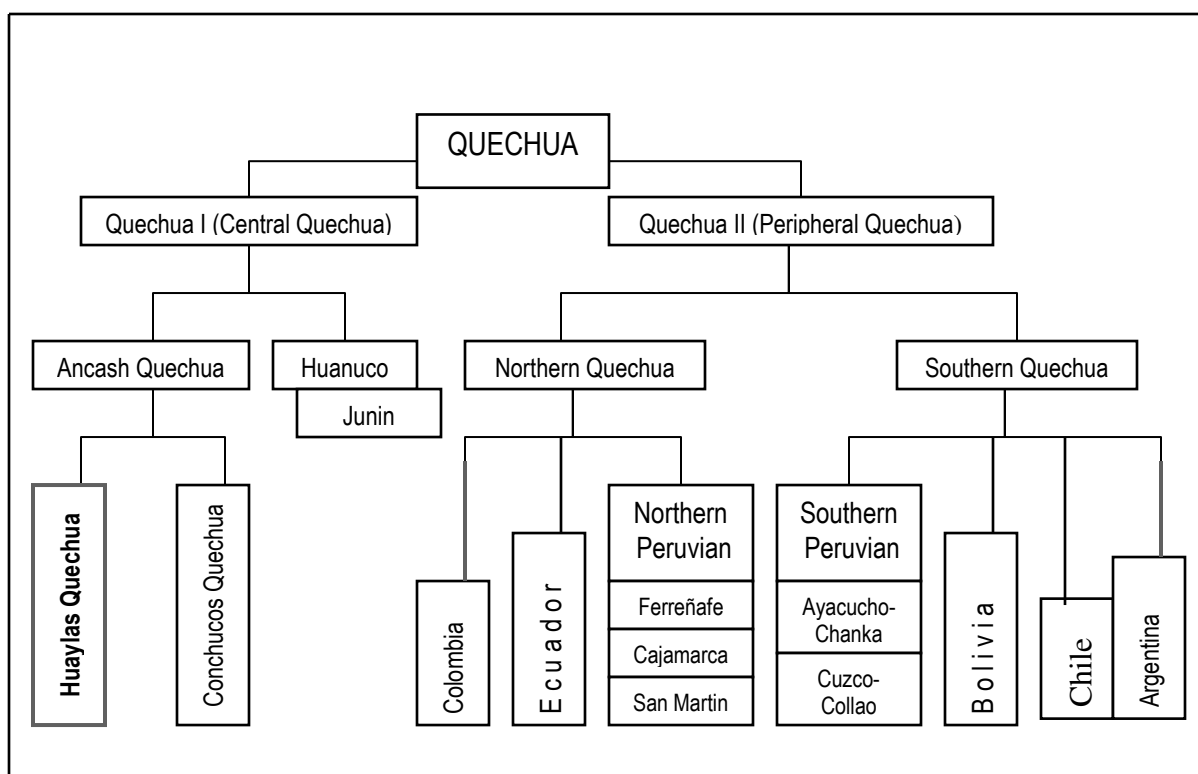 QUECHUA
Quechua I (Central Quechua)
Quechua II (Peripheral Quechua)
Ancash Quechua
Huanuco
Junin
Northern Quechua
Southern Quechua
Huaylas Quechua
Conchucos Quechua
Colombia
Ecuador
Northern
Peruvian
Ferreñafe
Cajamarca
San Martin
Southern
Peruvian
Ayacucho-
Chanka
Cuzco-
Collao
Bolivia
Chile
Argentina